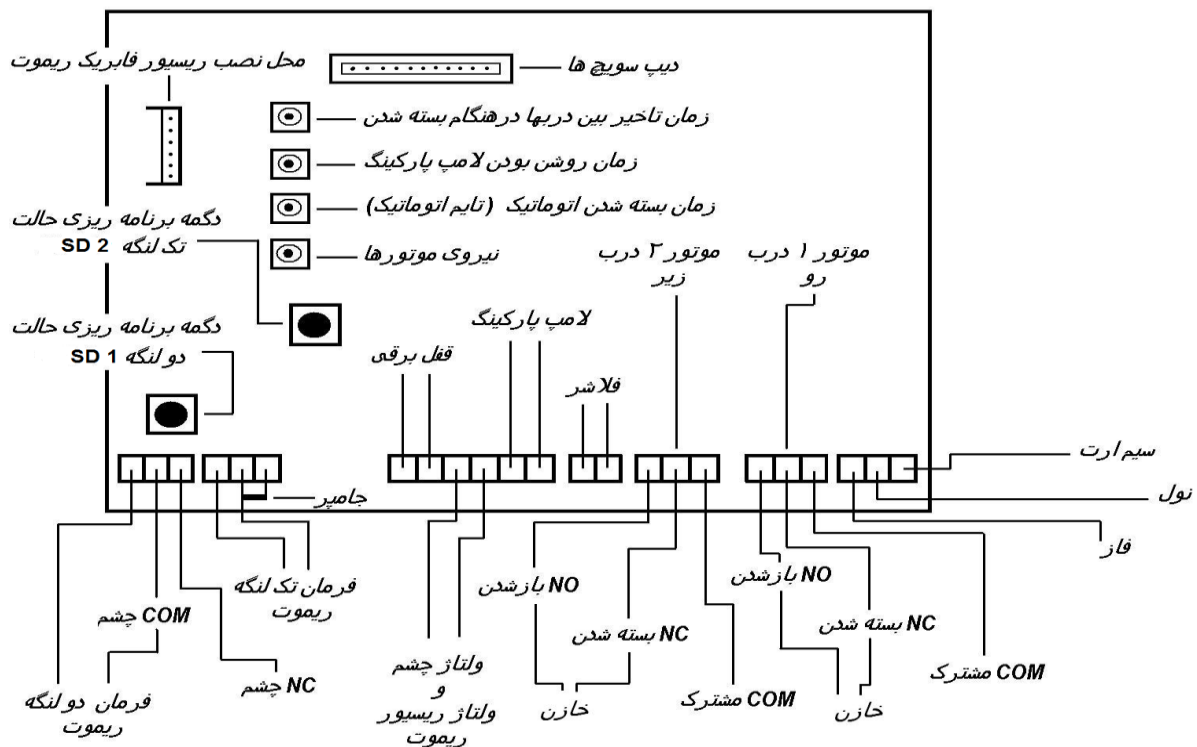 محل نصب ریسیور فابریک ریموت
دیپ سویچ ها
زمان تاخیر بین دربها درهنگام بسته شدن
زمان روشن بودن لامپ پارکینگ
زمان بسته شدن اتوماتیک (تایم اتوماتیک)
نیروی موتورها
دگمه برنامه ریزی حالت
تک لنگه SD 2
دگمه برنامه ریزی حالت
دو لنگه SD 1
موتور ۱ درب
رو
موتور ۲ درب
زیر
لامپ پارکینگ
قفل برقی
فلاشر
سیم ارت
نول
فاز
جامپر
فرمان تک لنگه
ریموت
COM چشم
NC چشم
فرمان دو لنگه
ریموت
ولتاژ چشم
و
ولتاژ ریسیور
ریموت
NO بازشدن
NC بسته شدن
خازن
COM مشترک
NO بازشدن
NC بسته شدن
خازن
COM مشترک